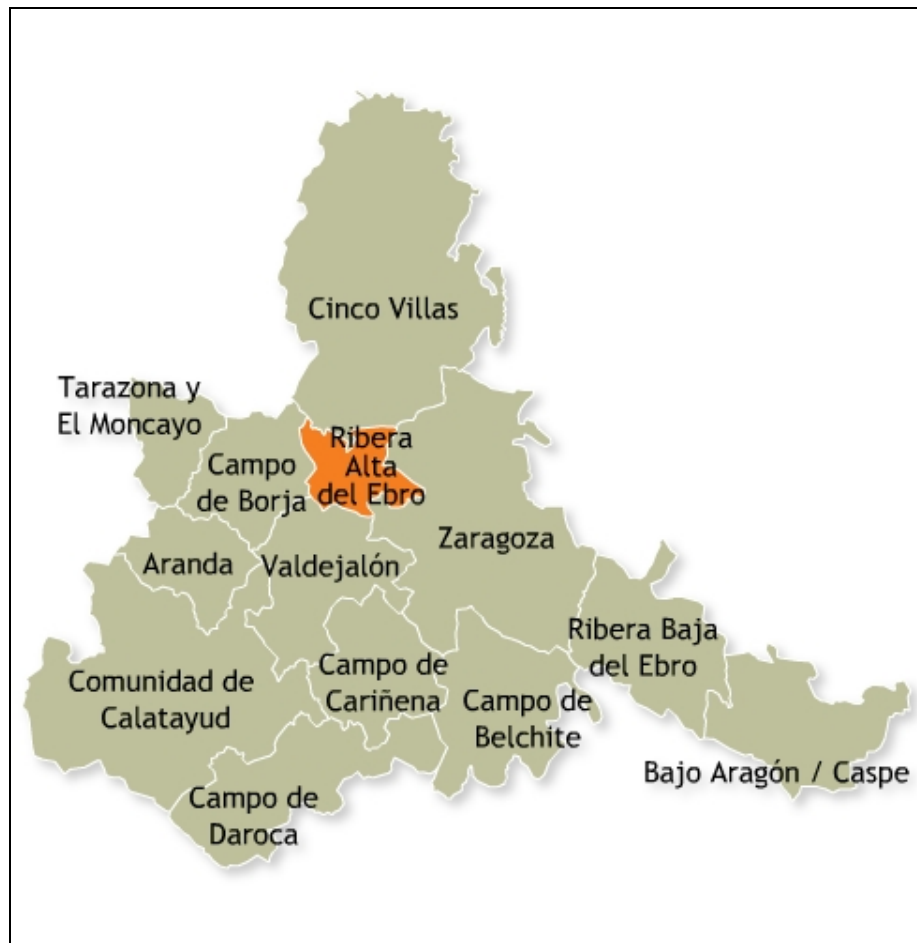 Cinco Villas
Tarazona y
El Moncayo
Ribera
Alta
del Ebro
Campo
de Borja
Zaragoza
Aranda
Valdejalón
Ribera Baja
del Ebro
Comunidad de
Calatayud
Campo de
Cariñena
Campo de
Belchite
Bajo Aragón / Caspe
Campo de
Daroca